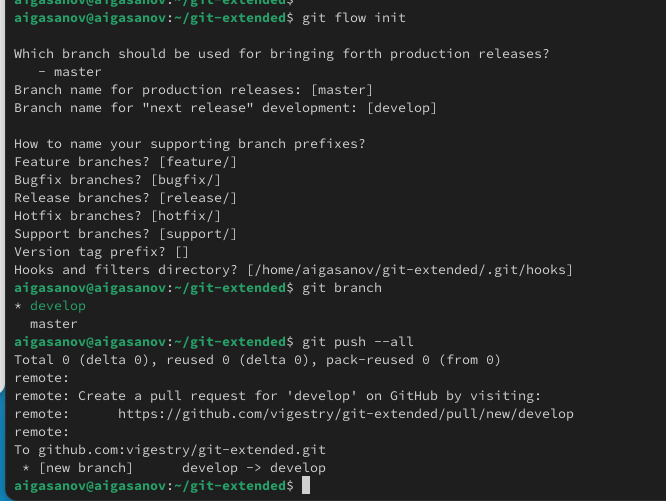 aigasanov@aigasanov:~/git-extended$
aigasanov@aigasanov:~/git-extended$ git flow init
Which branch should be used for bringing forth production releases?
   - master
Branch name for production releases: [master]
Branch name for "next release" development: [develop]
How to name your supporting branch prefixes?
Feature branches? [feature/]
Bugfix branches? [bugfix/]
Release branches? [release/]
Hotfix branches? [hotfix/]
Support branches? [support/]
Version tag prefix? []
Hooks and filters directory? [/home/aigasanov/git-extended/.git/hooks]
aigasanov@aigasanov:~/git-extended$ git branch
* develop
  master
aigasanov@aigasanov:~/git-extended$ git push --all
Total 0 (delta 0), reused 0 (delta 0), pack-reused 0 (from 0)
remote:
remote: Create a pull request for 'develop' on GitHub by visiting:
remote:      https://github.com/vigestry/git-extended/pull/new/develop
remote:
To github.com:vigestry/git-extended.git
 * [new branch]      develop -> develop
aigasanov@aigasanov:~/git-extended$